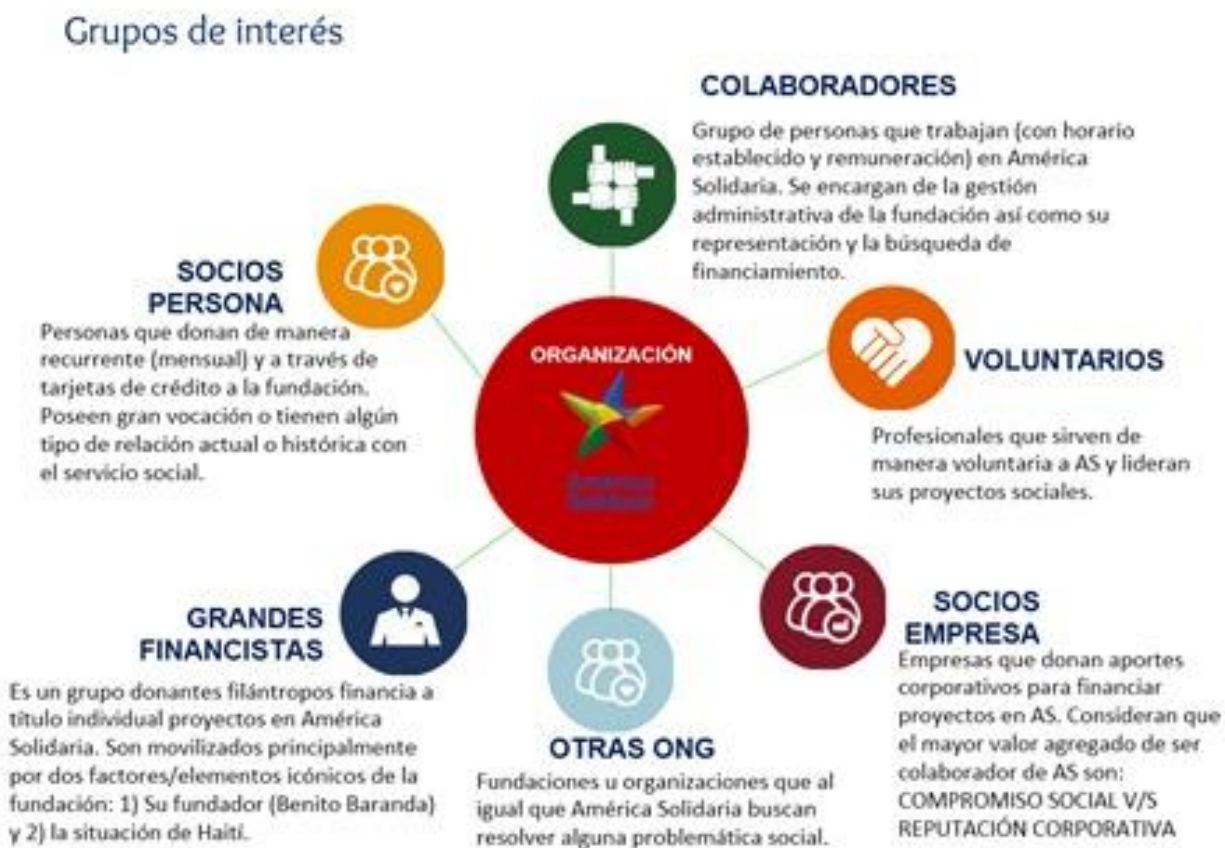 Grupos de interés
COLABORADORES
Grupo de personas que trabajan (con horario
establecido y remuneración) en América
Solidaria. Se encargan de la gestión
administrativa de la fundación así como su
representación y la búsqueda de
financiamiento.
SOCIOS
PERSONA
Personas que donan de manera
recurrente (mensual) y a través de
tarjetas de crédito a la fundación.
Poseen gran vocación o tienen algún
tipo de relación actual o histórica con
el servicio social.
ORGANIZACIÓN
América
Solidaria
VOLUNTARIOS
Profesionales que sirven de
manera voluntaria a AS y lideran
sus proyectos sociales.
GRANDES
FINANCISTAS
Es un grupo donantes filántropos financia a
título individual proyectos en América
Solidaria. Son movilizados principalmente
por dos factores/elementos icónicos de la
fundación: 1) Su fundador (Benito Baranda)
y 2) la situación de Haití.
OTRAS ONG
Fundaciones u organizaciones que al
igual que América Solidaria buscan
resolver alguna problemática social.
SOCIOS
EMPRESA
Empresas que donan aportes
corporativos para financiar
proyectos en AS. Consideran que
el mayor valor agregado de ser
colaborador de AS son:
COMPROMISO SOCIAL V/S
REPUTACIÓN CORPORATIVA